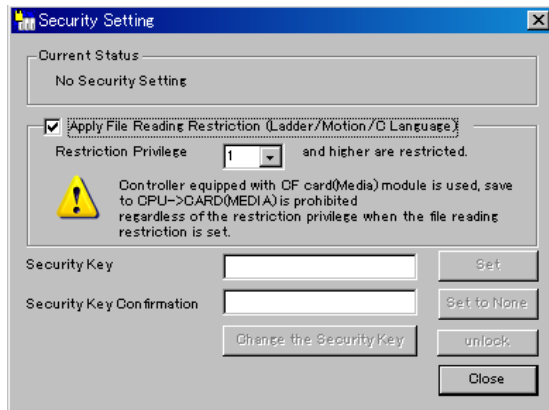 Security Setting
Current Status
No Security Setting
Apply File Reading Restriction (Ladder/Motion/C Language)
Restriction Privilege 1 and higher are restricted.
Controller equipped with CF card(Media) module is used, save
to CPU->CARD(MEDIA) is prohibited
regardless of the restriction privilege when the file reading
restriction is set.
Security Key Set
Security Key Confirmation Set to None
Change the Security Key unlock
Close